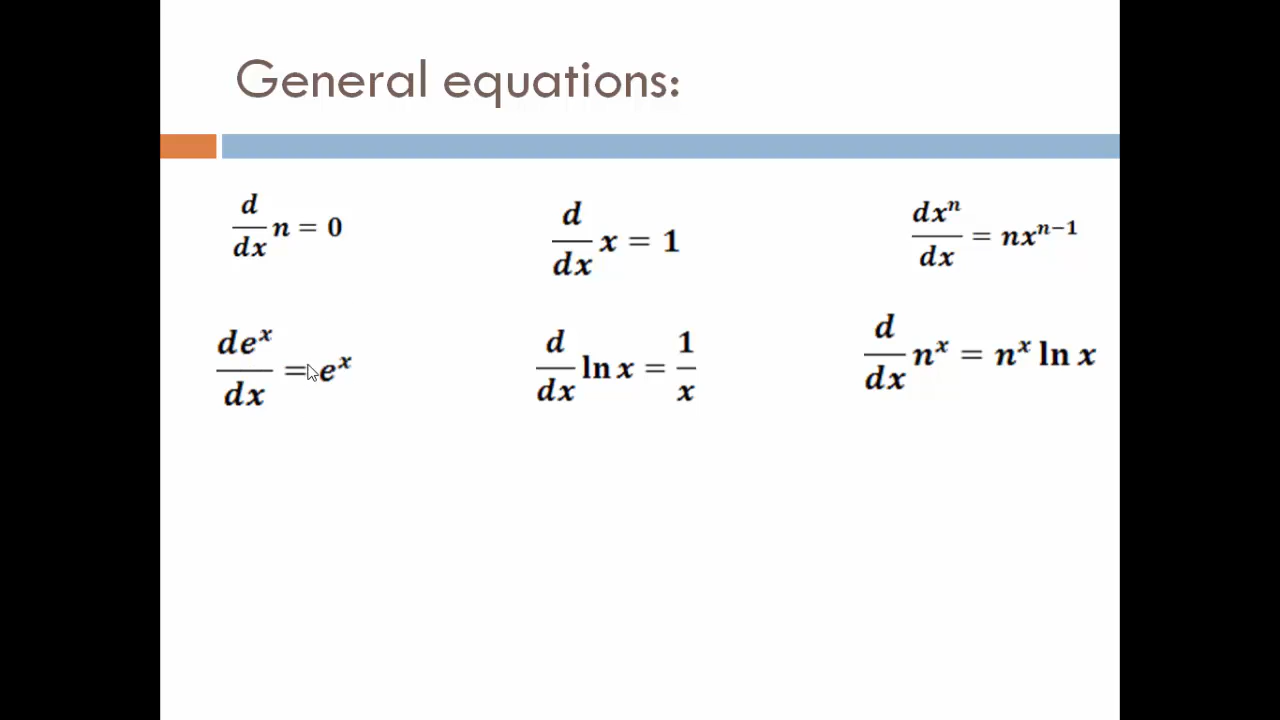 General equations:
d/dx n = 0
d/dx x = 1
dxⁿ/dx = nxⁿ⁻¹
deˣ/dx = eˣ
d/dx ln x = 1/x
d/dx nˣ = nˣ ln x